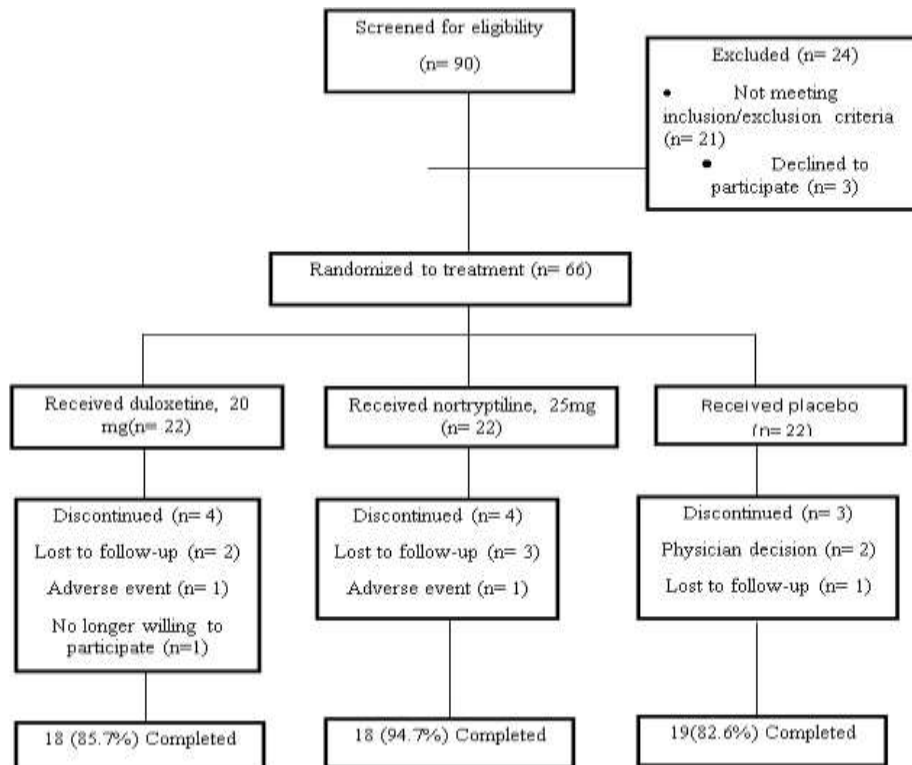 Screened for eligibility
(n= 90)
Excluded (n= 24)
• Not meeting
inclusion/exclusion criteria
(n= 21)
• Declined to
participate (n= 3)
Randomized to treatment (n= 66)
Received duloxetine, 20
mg(n= 22)
Received nortryptiline, 25mg
(n= 22)
Received placebo
(n= 22)
Discontinued (n= 4)
Lost to follow-up (n= 2)
Adverse event (n= 1)
No longer willing to
participate (n=1)
Discontinued (n= 4)
Lost to follow-up (n= 3)
Adverse event (n= 1)
Discontinued (n= 3)
Physician decision (n= 2)
Lost to follow-up (n= 1)
18 (85.7%) Completed
18 (94.7%) Completed
19(82.6%) Completed